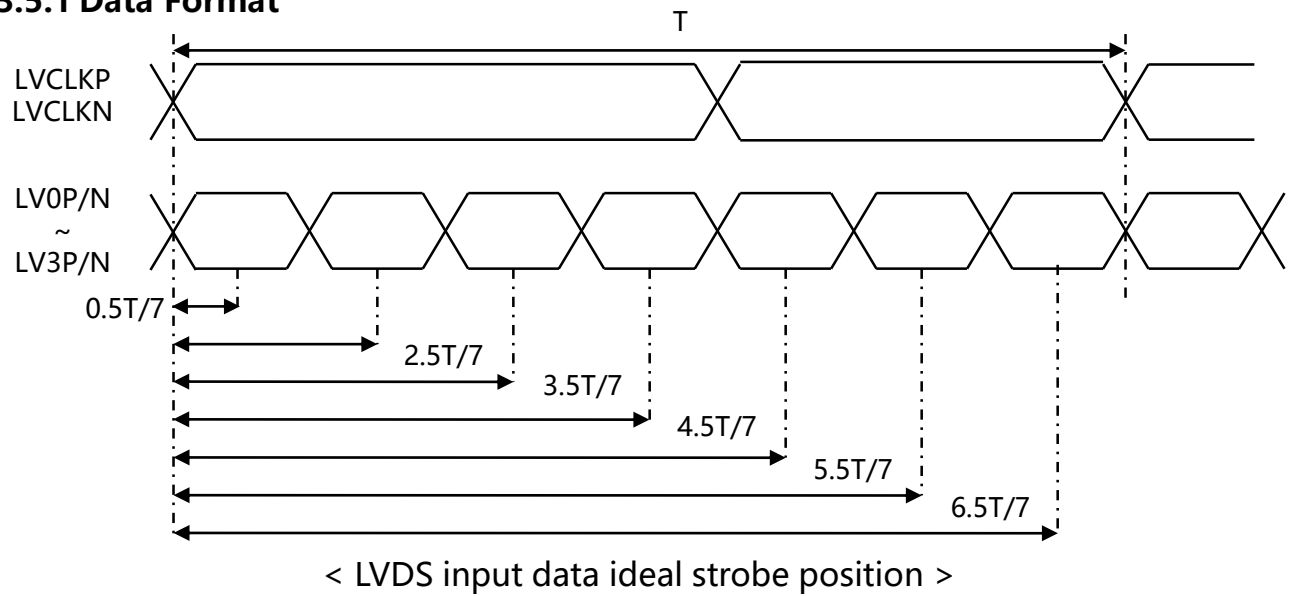 3.5.1 Data Format
T
LVCLKP
LVCLKN
LV0P/N
~
LV3P/N
0.5T/7
2.5T/7
3.5T/7
4.5T/7
5.5T/7
6.5T/7
< LVDS input data ideal strobe position >